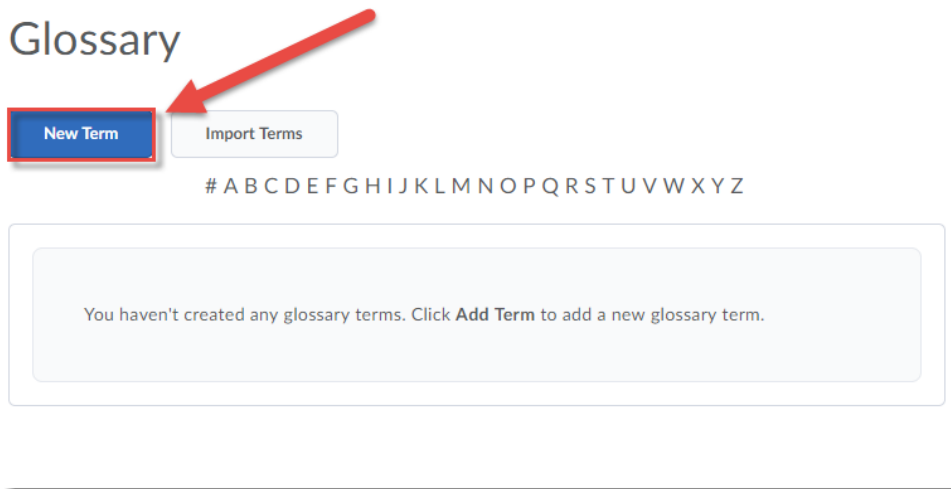 Glossary
New Term Import Terms
# A B C D E F G H I J K L M N O P Q R S T U V W X Y Z
You haven't created any glossary terms. Click Add Term to add a new glossary term.